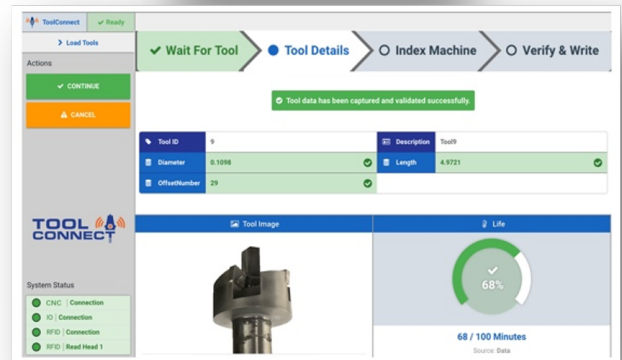 ToolConnect
Ready
Load Tools
Actions
CONTINUE
CANCEL
TOOL
CONNECT
System Status
CNC | Connection
IO | Connection
RFID | Connection
RFID | Read Head 1
Wait For Tool
Tool Details
Index Machine
Verify & Write
Tool data has been captured and validated successfully.
Tool ID 9
Description Tool9
Diameter 0.1098
Length 4.9721
OffsetNumber 29
Tool Image
Life
68%
68 / 100 Minutes
Source: Data